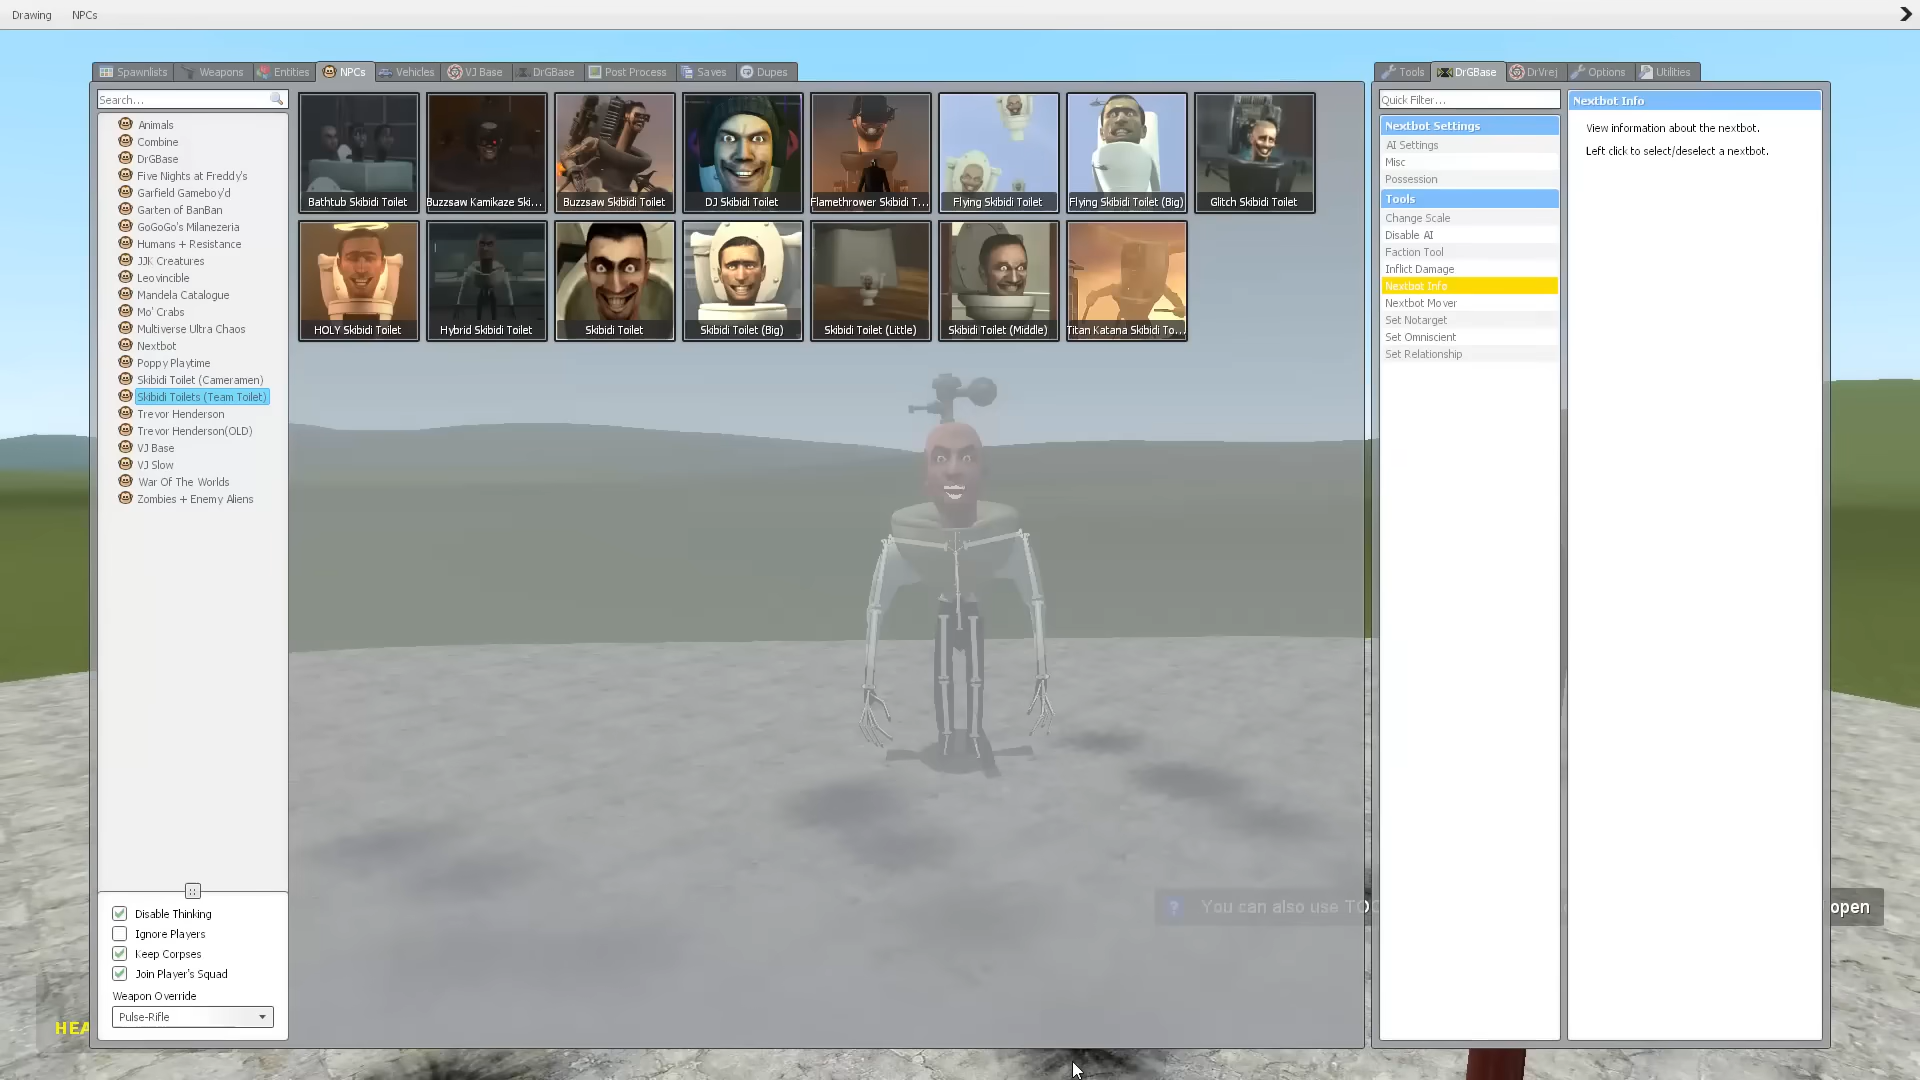 Drawing NPCs
Spawnlists Weapons Entities NPCs Vehicles VJ Base DrGBase Post Process Saves Dupes
Tools DrGBase DrVrej Options Utilities
Search...
Animals
Combine
DrGBase
Five Nights at Freddy's
Garfield Gameboy'd
Garten of BanBan
GoGoGo's Milanezeria
Humans + Resistance
JJK Creatures
Leovincible
Mandela Catalogue
Mo' Crabs
Multiverse Ultra Chaos
Nextbot
Poppy Playtime
Skibidi Toilet (Cameramen)
Skibidi Toilets (Team Toilet)
Trevor Henderson
Trevor Henderson(OLD)
VJ Base
VJ Slow
War Of The Worlds
Zombies + Enemy Aliens
Disable Thinking
Ignore Players
Keep Corpses
Join Player's Squad
Weapon Override
Pulse-Rifle
HEA
Bathtub Skibidi Toilet
Buzzsaw Kamikaze Ski...
Buzzsaw Skibidi Toilet
DJ Skibidi Toilet
Flamethrower Skibidi T...
Flying Skibidi Toilet
Flying Skibidi Toilet (Big)
Glitch Skibidi Toilet
HOLY Skibidi Toilet
Hybrid Skibidi Toilet
Skibidi Toilet
Skibidi Toilet (Big)
Skibidi Toilet (Little)
Skibidi Toilet (Middle)
Titan Katana Skibidi To...
You can also use TO
open
Quick Filter...
Nextbot Settings
AI Settings
Misc
Possession
Tools
Change Scale
Disable AI
Faction Tool
Inflict Damage
Nextbot Info
Nextbot Mover
Set Notarget
Set Omniscient
Set Relationship
Nextbot Info
View information about the nextbot.
Left click to select/deselect a nextbot.